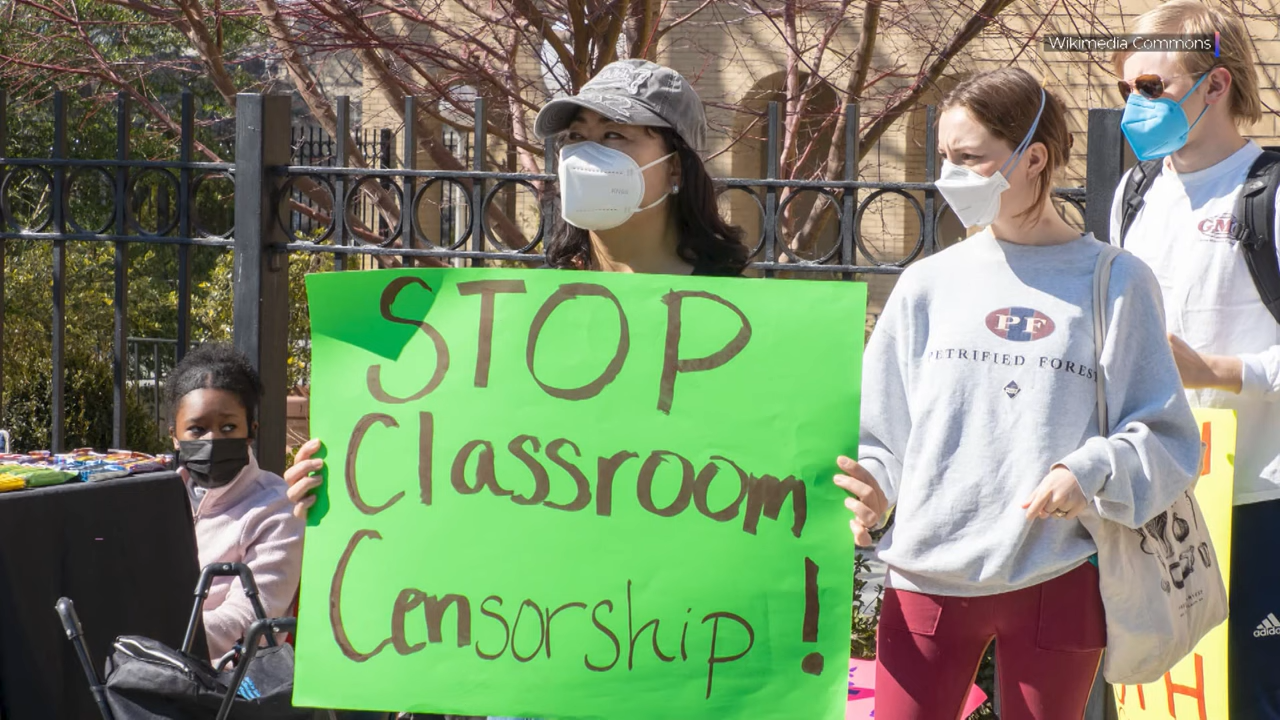 Wikimedia Commons
STOP
Classroom
Censorship!
PF
PETRIFIED FOREST
adidas